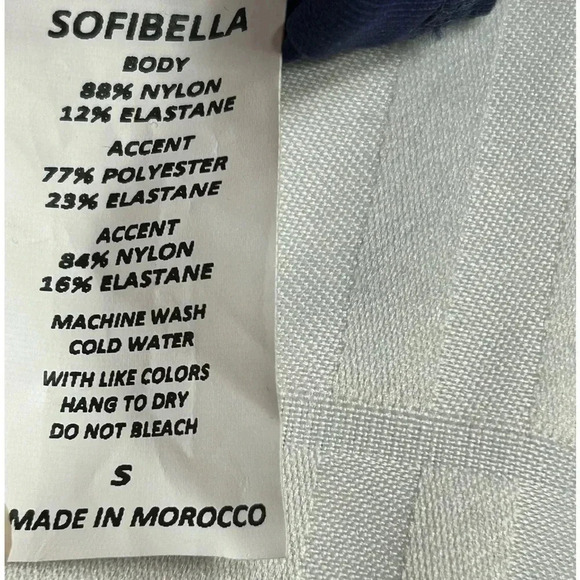 SOFIBELLA
BODY
88% NYLON
12% ELASTANE
ACCENT
77% POLYESTER
23% ELASTANE
ACCENT
84% NYLON
16% ELASTANE
MACHINE WASH
COLD WATER
WITH LIKE COLORS
HANG TO DRY
DO NOT BLEACH
S
MADE IN MOROCCO